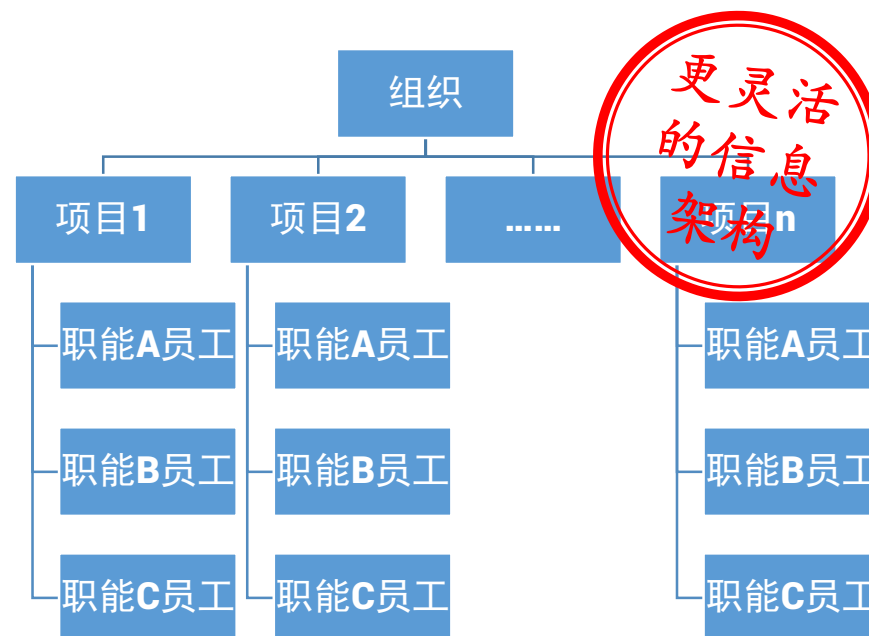 组织
更灵活
的信息
架构
项目1
项目2
......
项目n
职能A员工
职能A员工
职能A员工
职能B员工
职能B员工
职能B员工
职能C员工
职能C员工
职能C员工